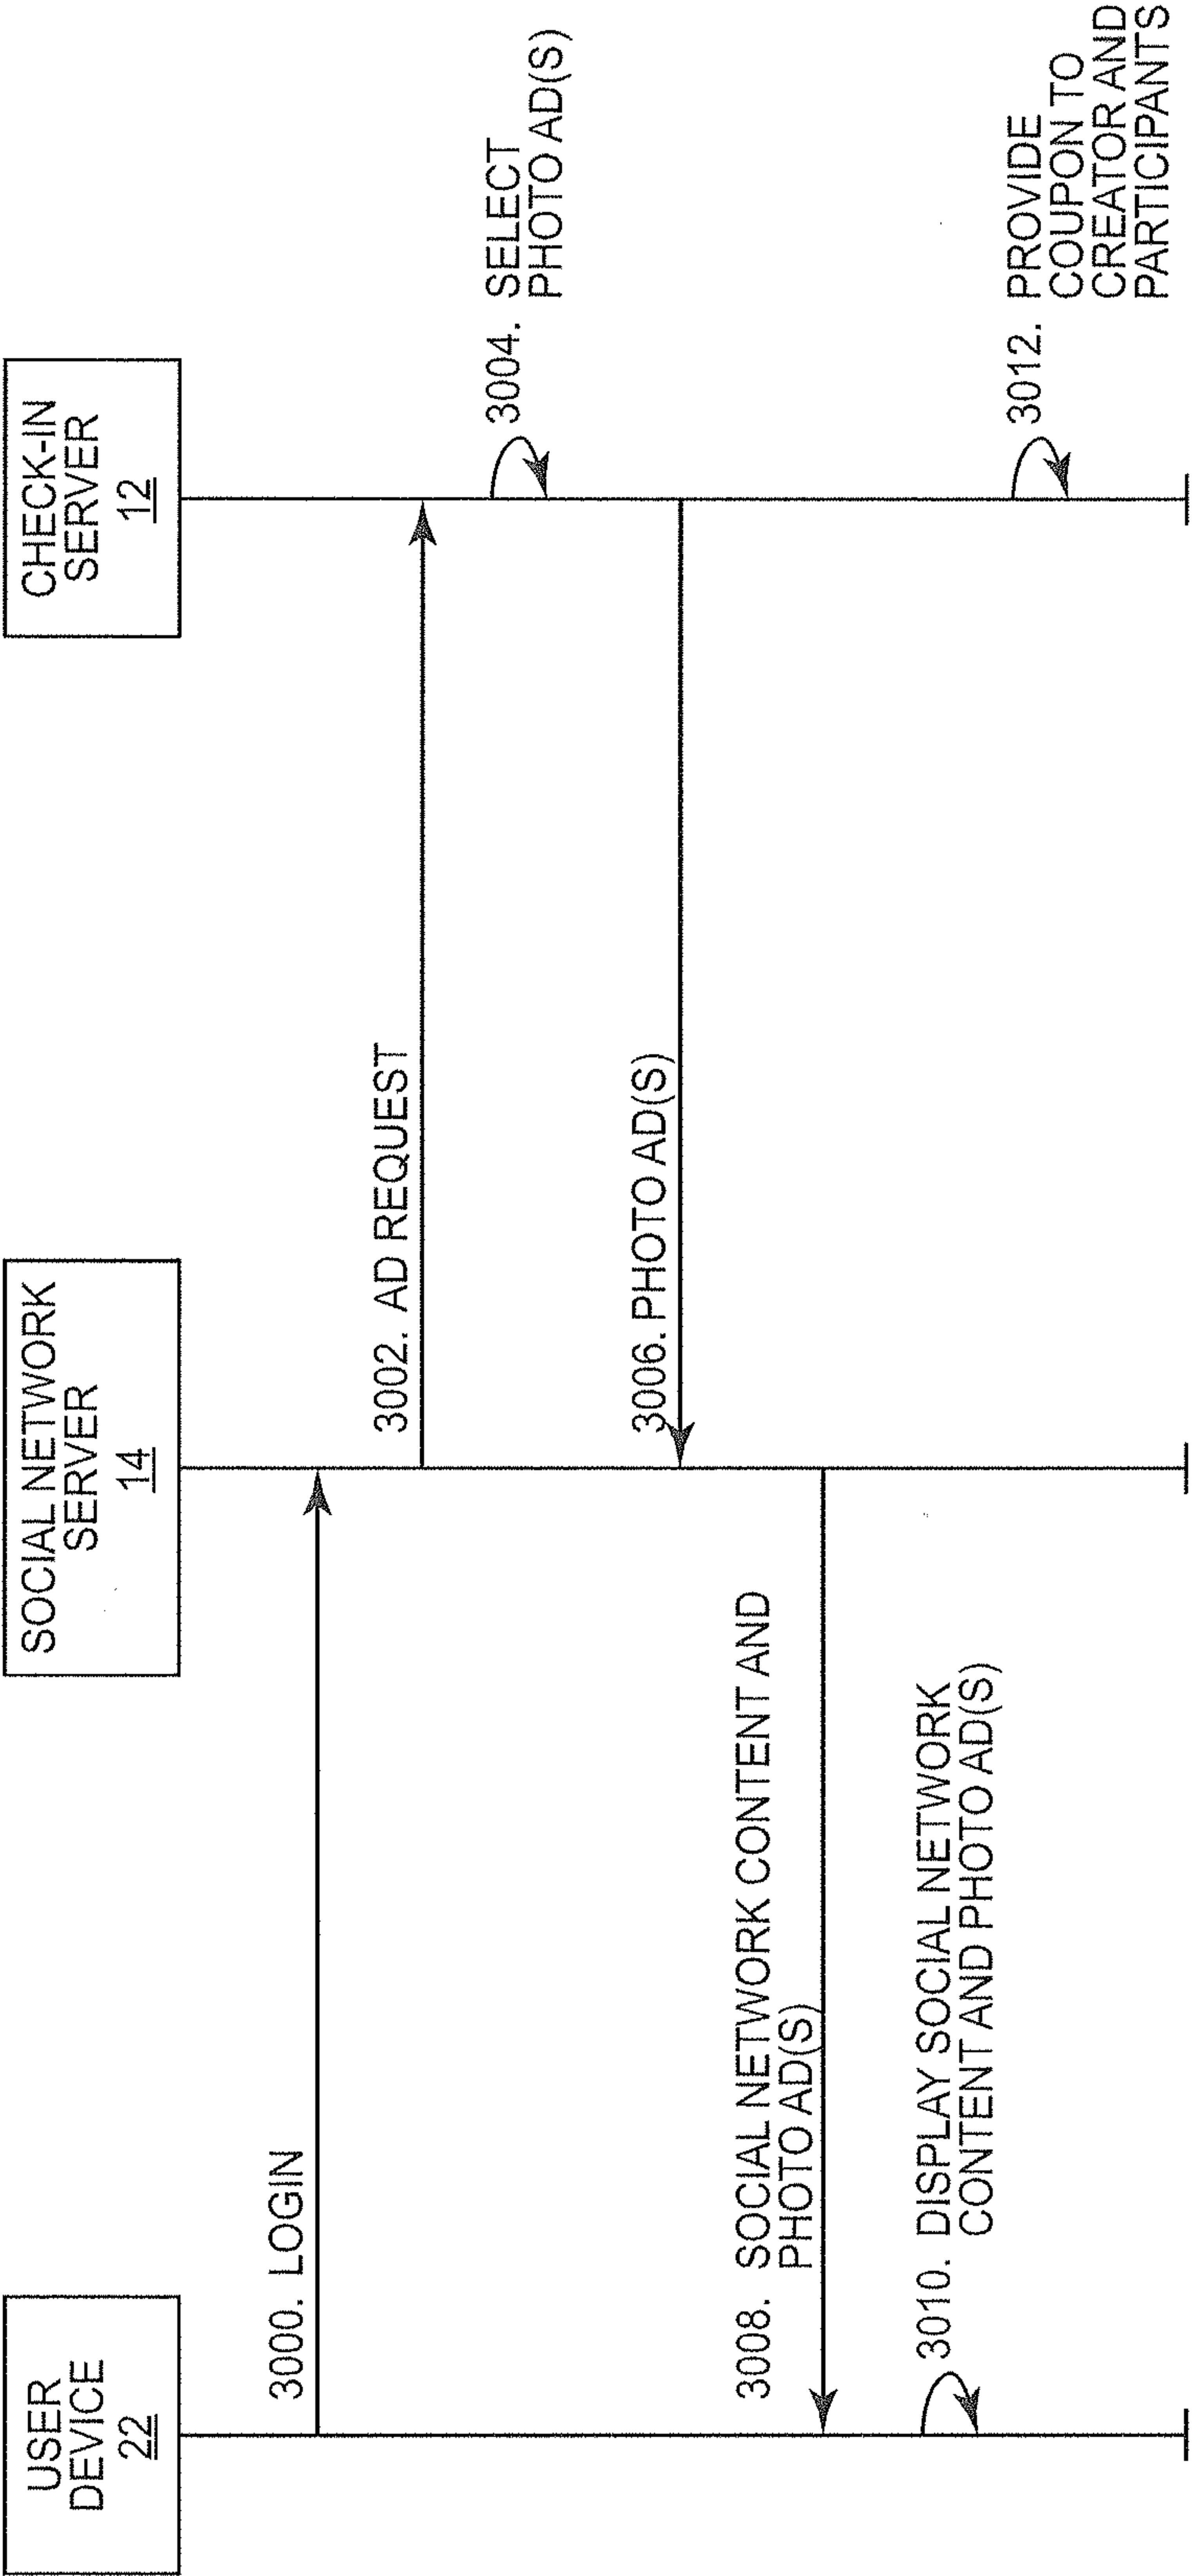 USER
DEVICE
22
SOCIAL NETWORK
SERVER
14
CHECK-IN
SERVER
12
3000. LOGIN
3002. AD REQUEST
3004. SELECT
PHOTO AD(S)
3006. PHOTO AD(S)
3008. SOCIAL NETWORK CONTENT AND
PHOTO AD(S)
3010. DISPLAY SOCIAL NETWORK
CONTENT AND PHOTO AD(S)
3012. PROVIDE
COUPON TO
CREATOR AND
PARTICIPANTS